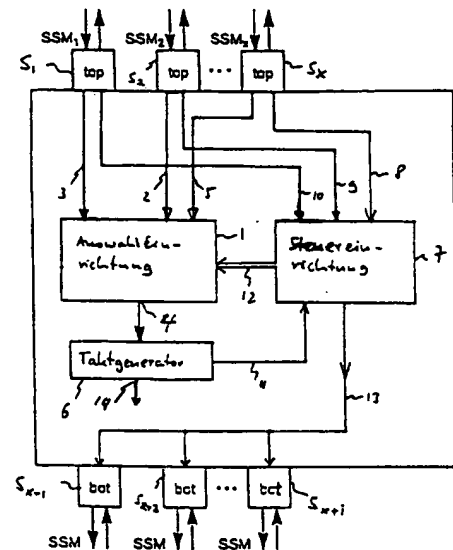 SSM1 SSM2 SSMx
S1 top S2 top ... top Sx
3 2 5 10 9 8
Auswahlein-
richtung
1
Steuerein-
richtung
7
12
4
Taktgenerator
6 14 11
13
Sx+1 bot Sx+2 bot ... bot Sx+i
SSM SSM SSM